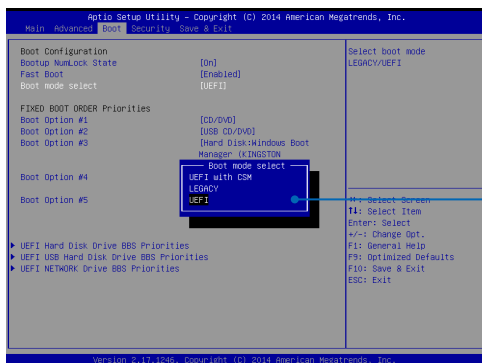 Aptio Setup Utility – Copyright (C) 2014 American Megatrends, Inc.
Main Advanced Boot Security Save & Exit
Boot Configuration
Bootup NumLock State [On]
Fast Boot [Enabled]
Boot mode select [UEFI]
FIXED BOOT ORDER Priorities
Boot Option #1 [CD/DVD]
Boot Option #2 [USB CD/DVD]
Boot Option #3 [Hard Disk:Windows Boot
Manager (KINGSTON
Boot Option #4
Boot Option #5
Boot mode select
UEFI with CSM
LEGACY
UEFI
▶ UEFI Hard Disk Drive BBS Priorities
▶ UEFI USB Hard Disk Drive BBS Priorities
▶ UEFI NETWORK Drive BBS Priorities
Select boot mode
LEGACY/UEFI
: Select Screen
↑↓: Select Item
Enter: Select
+/-: Change Opt.
F1: General Help
F9: Optimized Defaults
F10: Save & Exit
ESC: Exit
Version 2.17.1246. Copyright (C) 2014 American Megatrends, Inc.